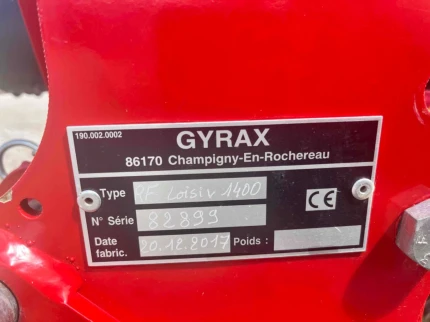 190.002.0002
GYRAX
86170 Champigny-En-Rochereau
Type RF Loisir 1400
N° Série 82899
Date fabric. 20.12.2017 Poids :
CE